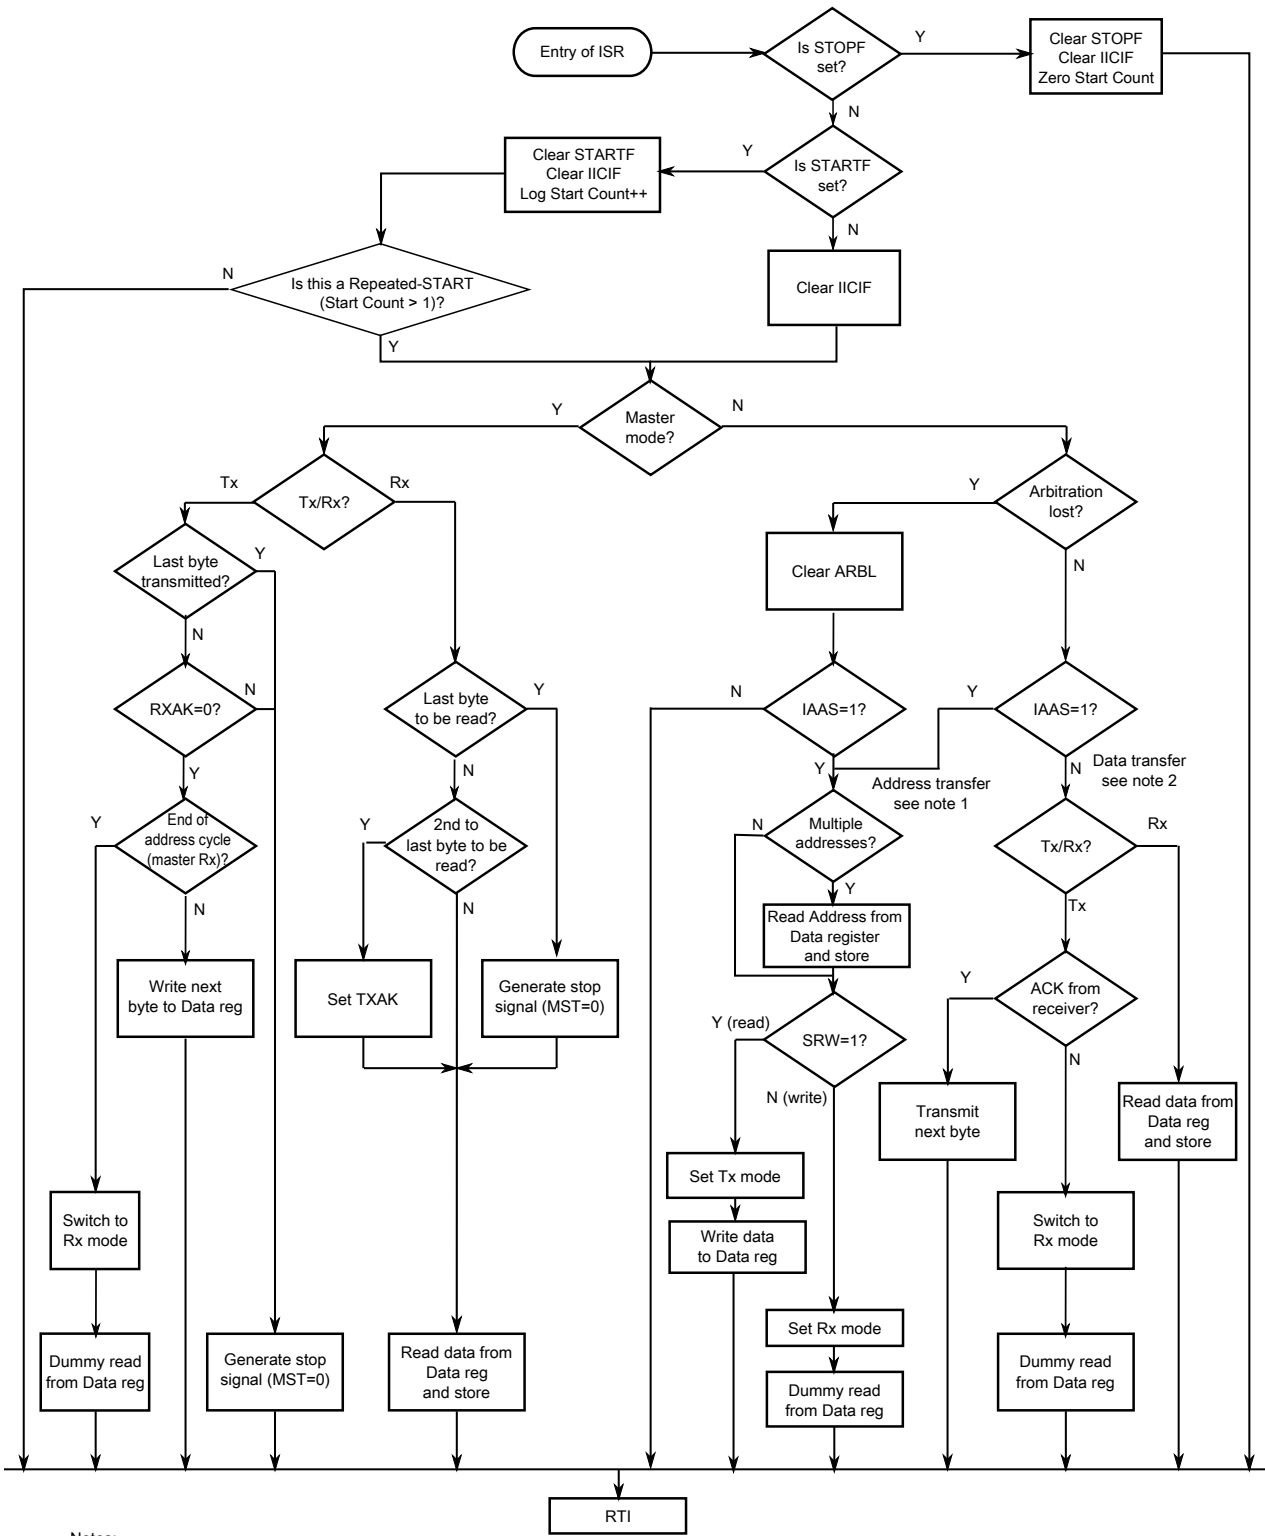 Entry of ISR
Is STOPF
set?
Y
Clear STOPF
Clear IICIF
Zero Start Count
N
Clear STARTF
Clear IICIF
Log Start Count++
Y
Is STARTF
set?
N
N
Is this a Repeated-START
(Start Count > 1)?
Clear IICIF
Y
Y
Master
mode?
N
Tx
Tx/Rx?
Rx
Y
Arbitration
lost?
Last byte
transmitted?
Y
Clear ARBL
N
N
RXAK=0?
N
Last byte
to be read?
Y
N
IAAS=1?
Y
IAAS=1?
Y
N
Y
Address transfer
see note 1
N
Data transfer
see note 2
Y
End of
address cycle
(master Rx)?
Y
2nd to
last byte to be
read?
N
Multiple
addresses?
Tx/Rx?
Rx
N
N
Y
Tx
Read Address from
Data register
and store
Write next
byte to Data reg
Set TXAK
Generate stop
signal (MST=0)
Y
ACK from
receiver?
Y (read)
SRW=1?
N
N (write)
Transmit
next byte
Read data from
Data reg
and store
Set Tx mode
Switch to
Rx mode
Write data
to Data reg
Switch to
Rx mode
Set Rx mode
Dummy read
from Data reg
Generate stop
signal (MST=0)
Read data from
Data reg
and store
Dummy read
from Data reg
Dummy read
from Data reg
RTI
Notes: